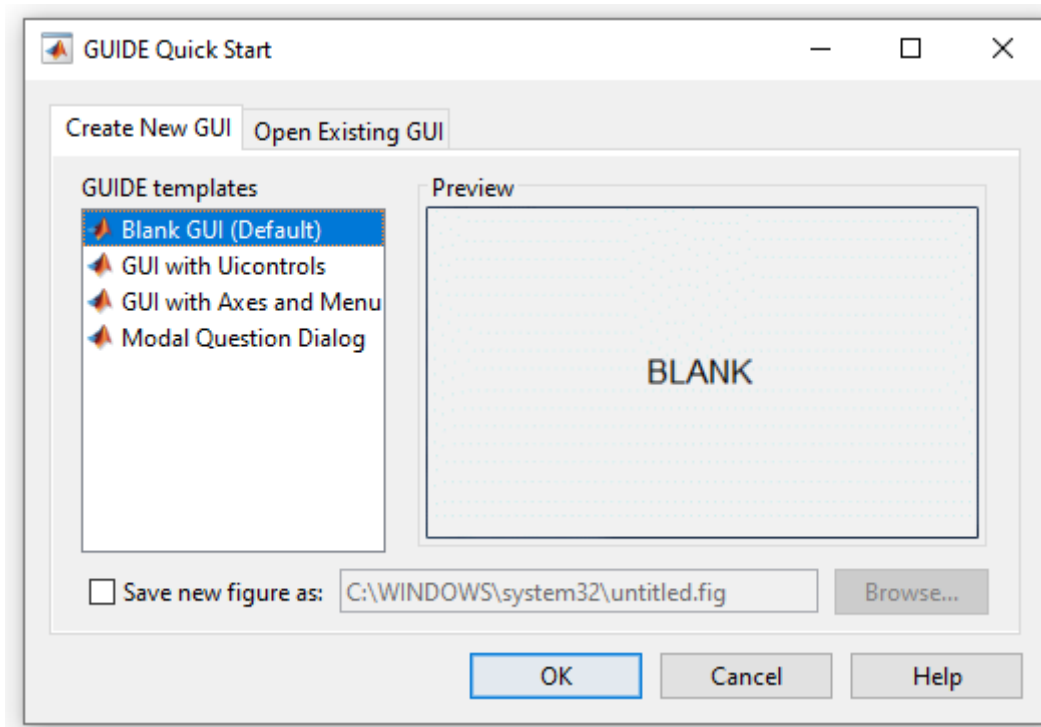 GUIDE Quick Start
Create New GUI
Open Existing GUI
GUIDE templates
Blank GUI (Default)
GUI with Uicontrols
GUI with Axes and Menu
Modal Question Dialog
Preview
BLANK
Save new figure as:
C:\WINDOWS\system32\untitled.fig
Browse...
OK
Cancel
Help